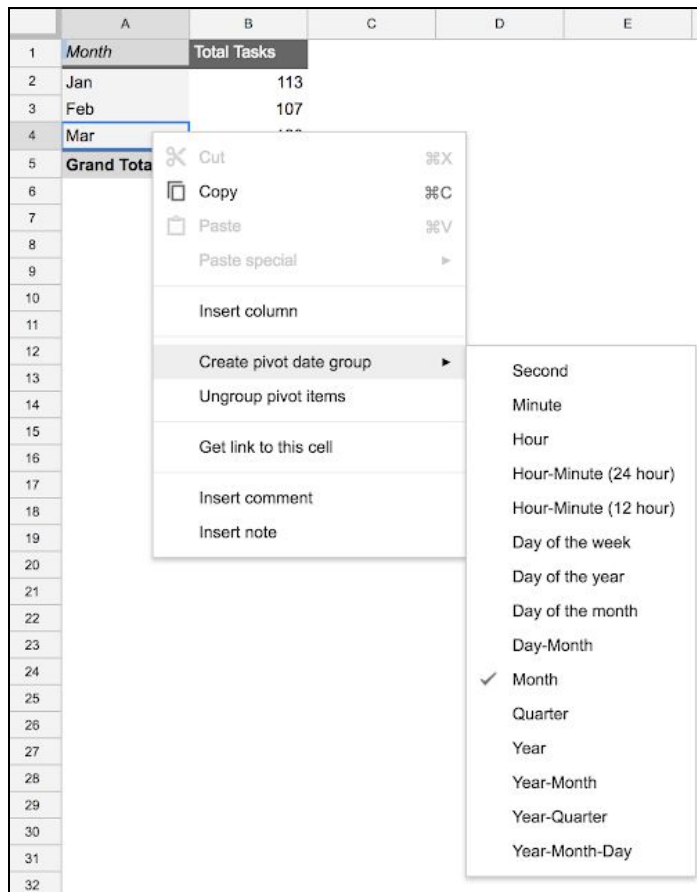 A B C D E
1 Month Total Tasks
2 Jan 113
3 Feb 107
4 Mar
5 Grand Tota
6
7
8
9
10
11
12
13
14
15
16
17
18
19
20
21
22
23
24
25
26
27
28
29
30
31
32
Cut ⌘X
Copy ⌘C
Paste ⌘V
Paste special ►
Insert column
Create pivot date group ►
Ungroup pivot items
Get link to this cell
Insert comment
Insert note
Second
Minute
Hour
Hour-Minute (24 hour)
Hour-Minute (12 hour)
Day of the week
Day of the year
Day of the month
Day-Month
✓ Month
Quarter
Year
Year-Month
Year-Quarter
Year-Month-Day